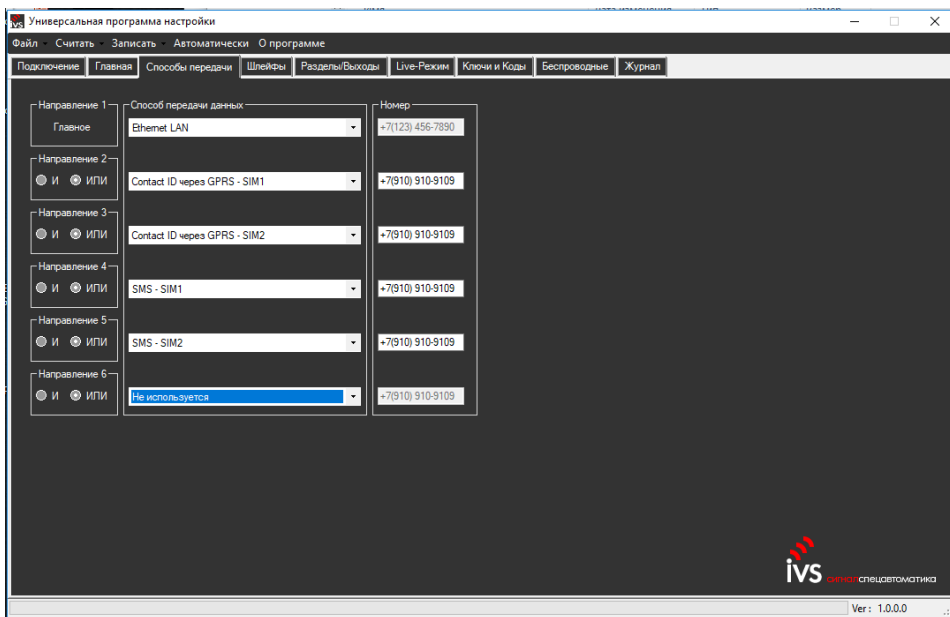 ivs Универсальная программа настройки
Файл Считать Записать Автоматически О программе
Подключение Главная Способы передачи Шлейфы Разделы/Выходы Live-Режим Ключи и Коды Беспроводные Журнал
Направление 1 Способ передачи данных Номер
Главное Ethernet LAN +7(123) 456-7890
Направление 2
И ИЛИ Contact ID через GPRS - SIM1 +7(910) 910-9109
Направление 3
И ИЛИ Contact ID через GPRS - SIM2 +7(910) 910-9109
Направление 4
И ИЛИ SMS - SIM1 +7(910) 910-9109
Направление 5
И ИЛИ SMS - SIM2 +7(910) 910-9109
Направление 6
И ИЛИ Не используется +7(910) 910-9109
ivs сигналспецавтоматика
Ver : 1.0.0.0